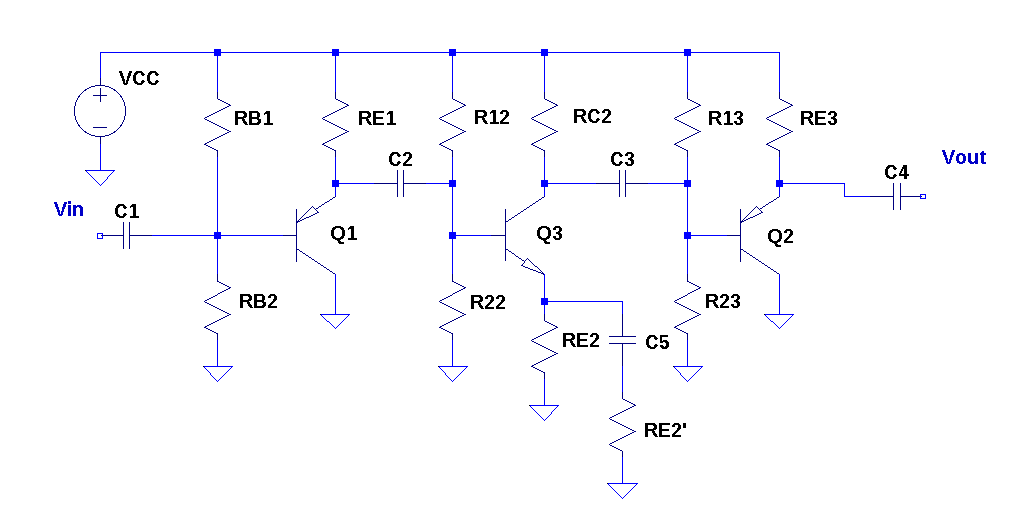 VCC
RB1
RE1
R12
RC2
R13
RE3
C2
C3
C4
Vout
Vin
C1
Q1
Q3
Q2
RB2
R22
R23
RE2
C5
RE2'